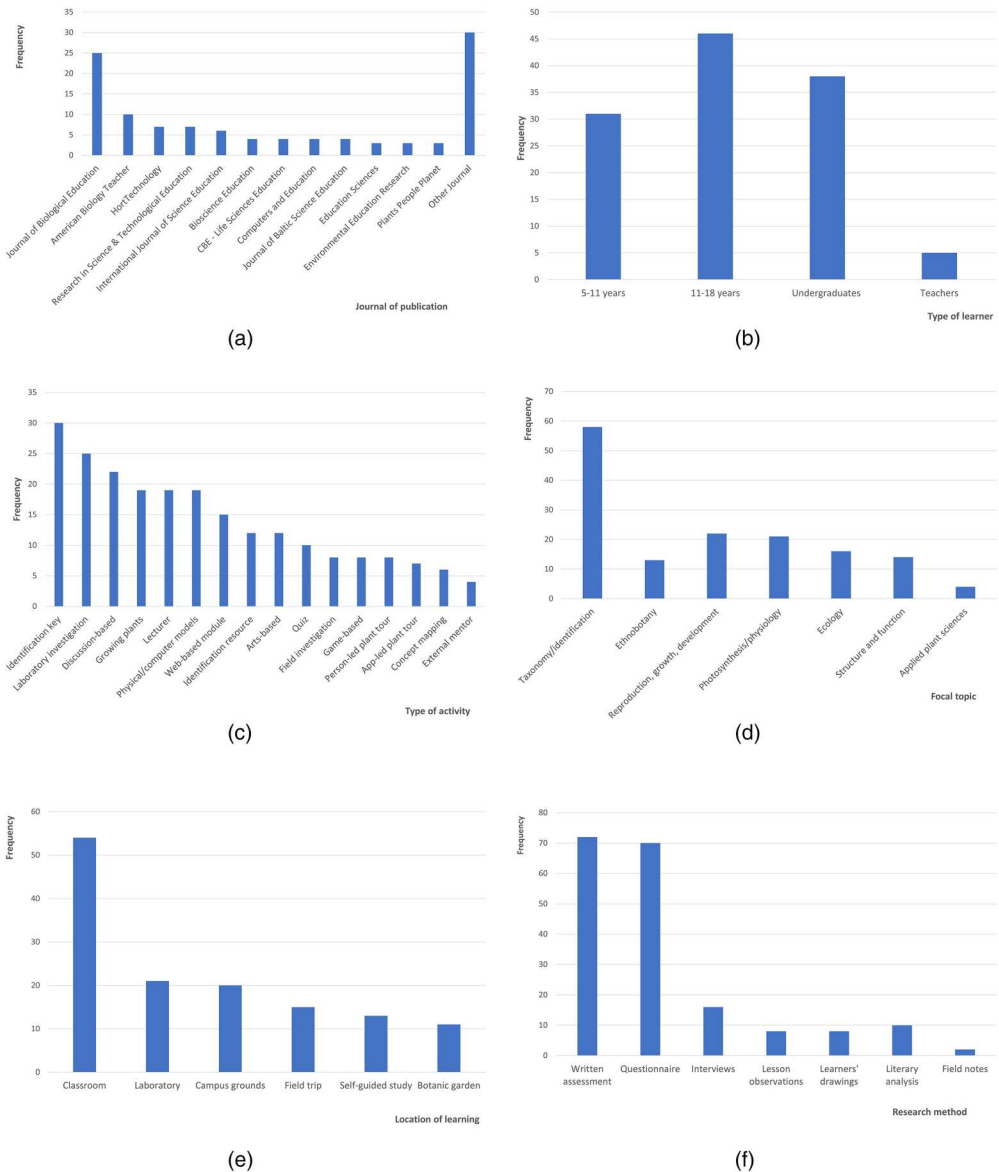 Frequency
35
30
25
20
15
10
5
0
Journal of Biological Education
American Biology Teacher
HortTechnology
Research in Science & Technological Education
International Journal of Science Education
Bioscience Education
CBE - Life Sciences Education
Computers and Education
Journal of Baltic Science Education
Education Sciences
Environmental Education Research
Plants People Planet
Other Journal
Journal of publication
(a)
Frequency
50
45
40
35
30
25
20
15
10
5
0
5-11 years
11-18 years
Undergraduates
Teachers
Type of learner
(b)
Frequency
35
30
25
20
15
10
5
0
Identification key
Laboratory investigation
Discussion-based
Growing plants
Lecturer
Physical/computer models
Web-based module
Identification resource
Arts-based
Quiz
Field investigation
Game-based
Person-led plant tour
App-led plant tour
Concept mapping
External mentor
Type of activity
(c)
Frequency
70
60
50
40
30
20
10
0
Taxonomy/identification
Ethnobotany
Reproduction, growth, development
Photosynthesis/physiology
Ecology
Structure and function
Applied plant sciences
Focal topic
(d)
Frequency
60
50
40
30
20
10
0
Classroom
Laboratory
Campus grounds
Field trip
Self-guided study
Botanic garden
Location of learning
(e)
Frequency
80
70
60
50
40
30
20
10
0
Written
assessment
Questionnaire
Interviews
Lesson
observations
Learners'
drawings
Literary
analysis
Field notes
Research method
(f)